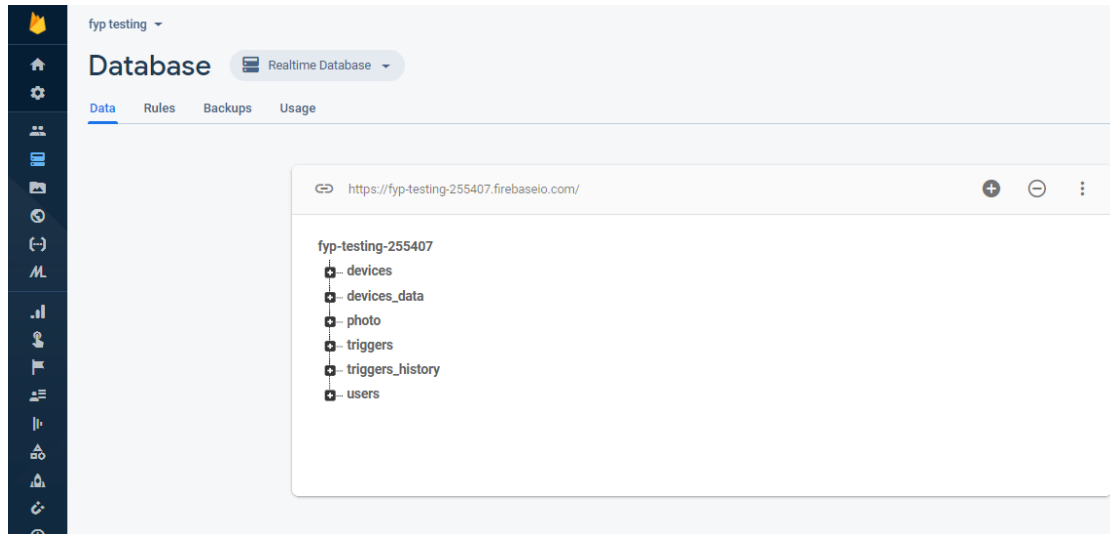 fyp testing
Database Realtime Database
Data Rules Backups Usage
https://fyp-testing-255407.firebaseio.com/
fyp-testing-255407
devices
devices_data
photo
triggers
triggers_history
users